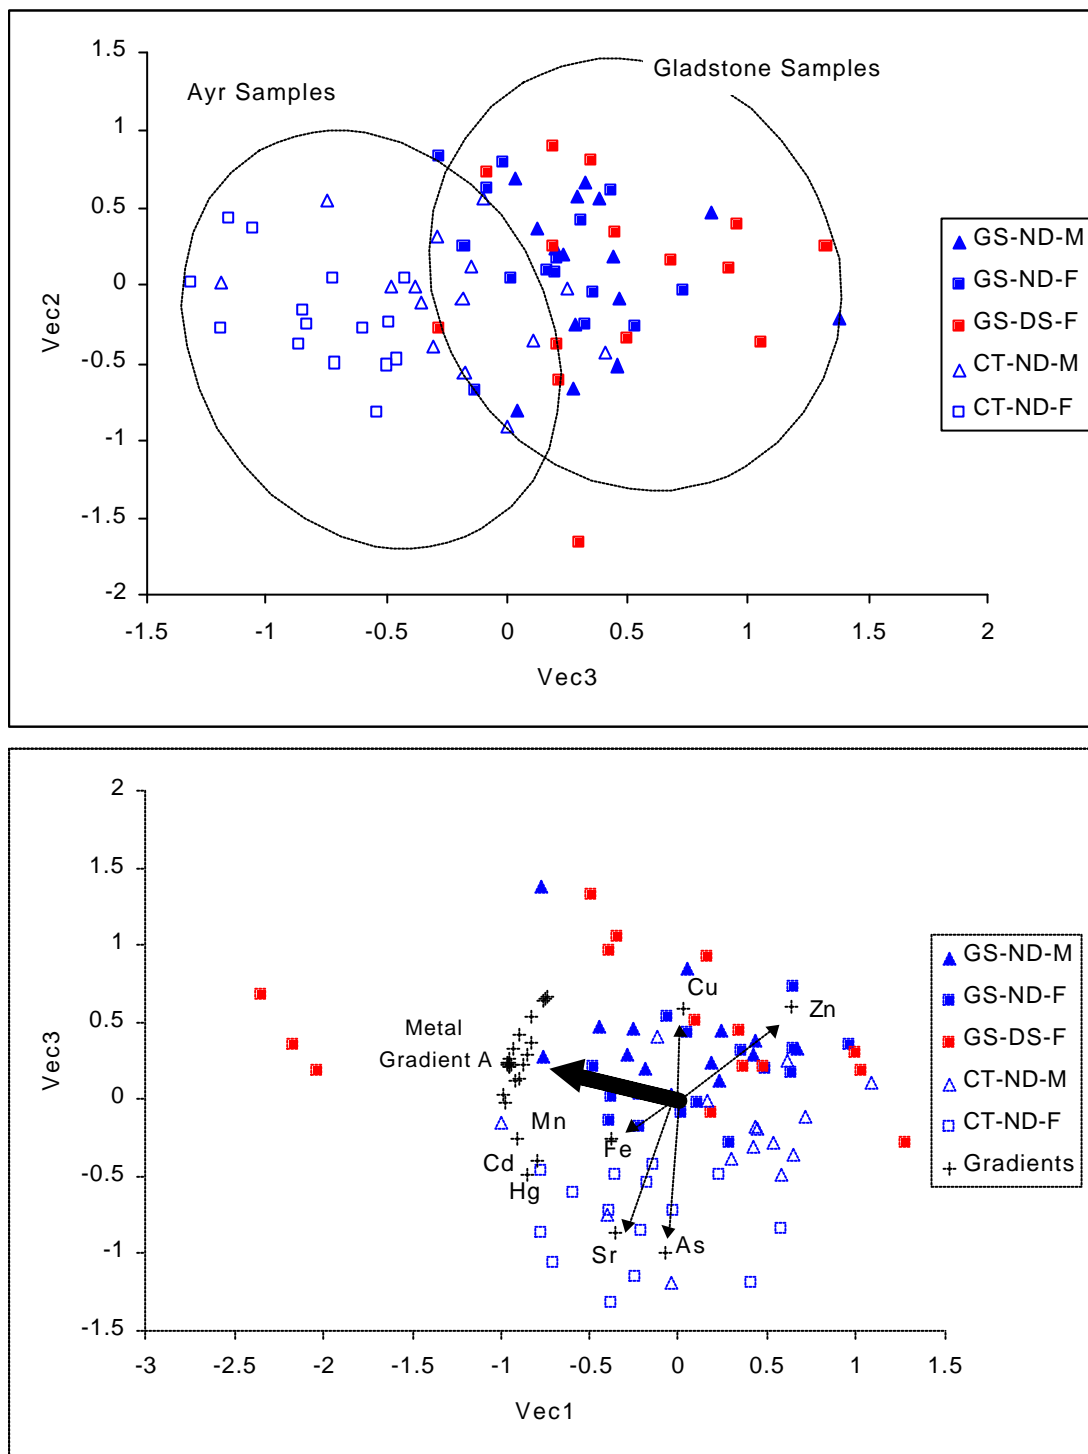 1.5
Gladstone Samples
Ayr Samples
1
0.5
0
-0.5
-1
-1.5
-2
Vec2
-1.5 -1 -0.5 0 0.5 1 1.5 2
Vec3
GS-ND-M
GS-ND-F
GS-DS-F
CT-ND-M
CT-ND-F
2
1.5
1
0.5
0
-0.5
-1
-1.5
Vec3
Cu
Zn
Metal
Gradient A
Mn
Fe
Cd
Hg
Sr As
-3 -2.5 -2 -1.5 -1 -0.5 0 0.5 1 1.5
Vec1
GS-ND-M
GS-ND-F
GS-DS-F
CT-ND-M
CT-ND-F
Gradients